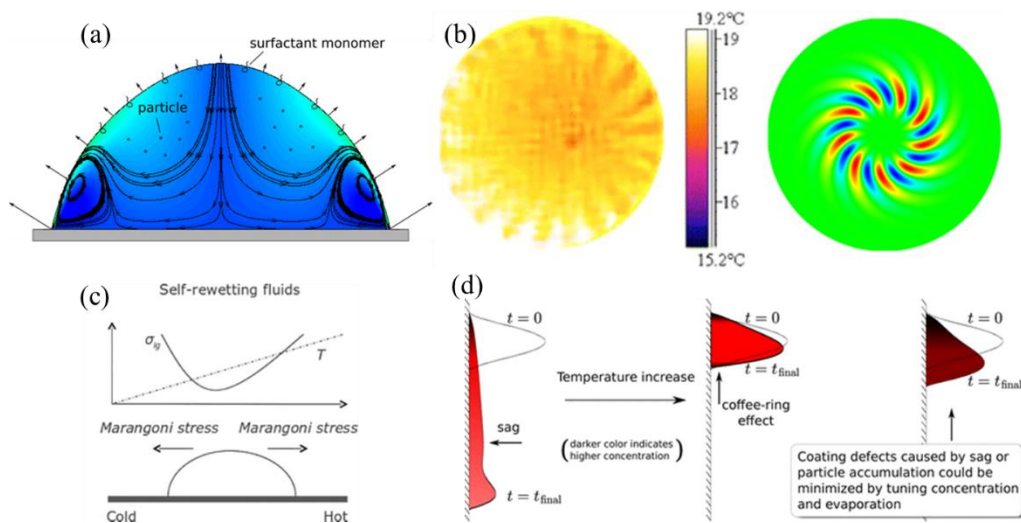 (a)
surfactant monomer
particle
(b)
19.2°C
19
18
17
16
15.2°C
(c)
Self-rewetting fluids
σlg
T
Marangoni stress
Marangoni stress
Cold
Hot
(d)
t = 0
sag
t = tfinal
Temperature increase
(darker color indicates
higher concentration)
t = 0
t = tfinal
coffee-ring
effect
t = 0
t = tfinal
Coating defects caused by sag or
particle accumulation could be
minimized by tuning concentration
and evaporation